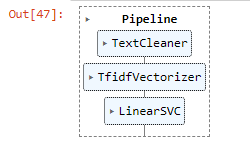 Out[47]:
Pipeline
TextCleaner
TfidfVectorizer
LinearSVC